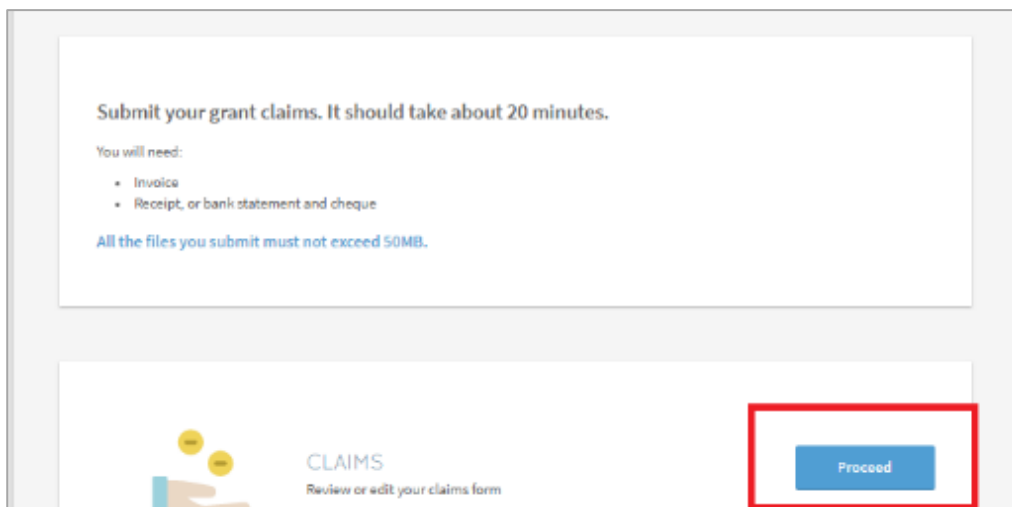 Submit your grant claims. It should take about 20 minutes.
You will need:
• Invoice
• Receipt, or bank statement and cheque
All the files you submit must not exceed 50MB.
CLAIMS
Review or edit your claims form
Proceed